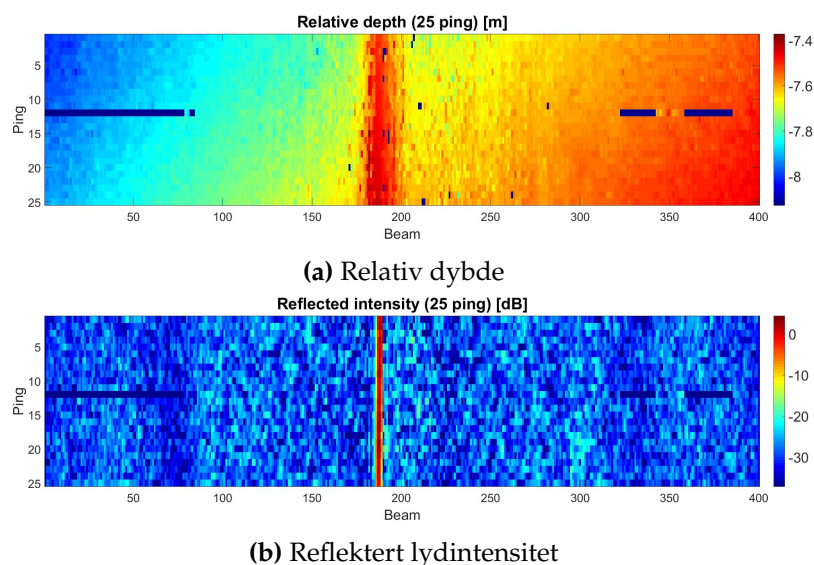 Relative depth (25 ping) [m]
5
10
15
20
25
Ping
50 100 150 200 250 300 350 400
Beam
-7.4
-7.6
-7.8
-8
(a) Relativ dybde
Reflected intensity (25 ping) [dB]
5
10
15
20
25
Ping
50 100 150 200 250 300 350 400
Beam
0
-10
-20
-30
(b) Reflektert lydintensitet